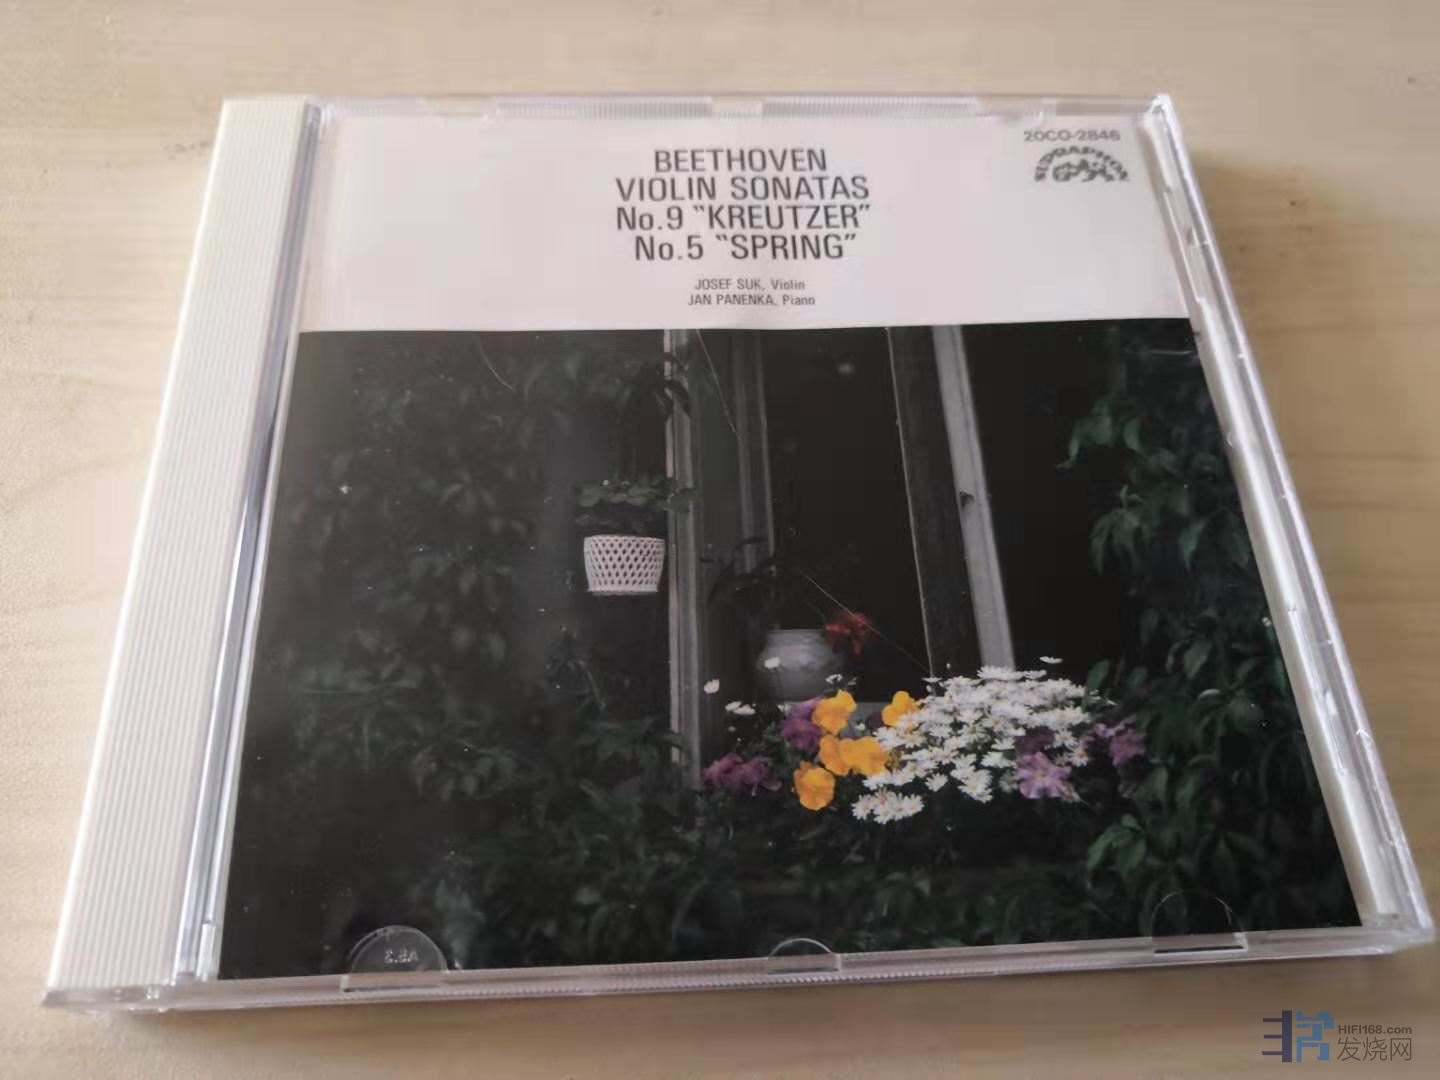 20CO-2846
SUPRAPHON
BEETHOVEN
VIOLIN SONATAS
No.9 "KREUTZER"
No.5 "SPRING"
JOSEF SUK, Violin
JAN PANENKA, Piano
HIFI168.com
发烧网